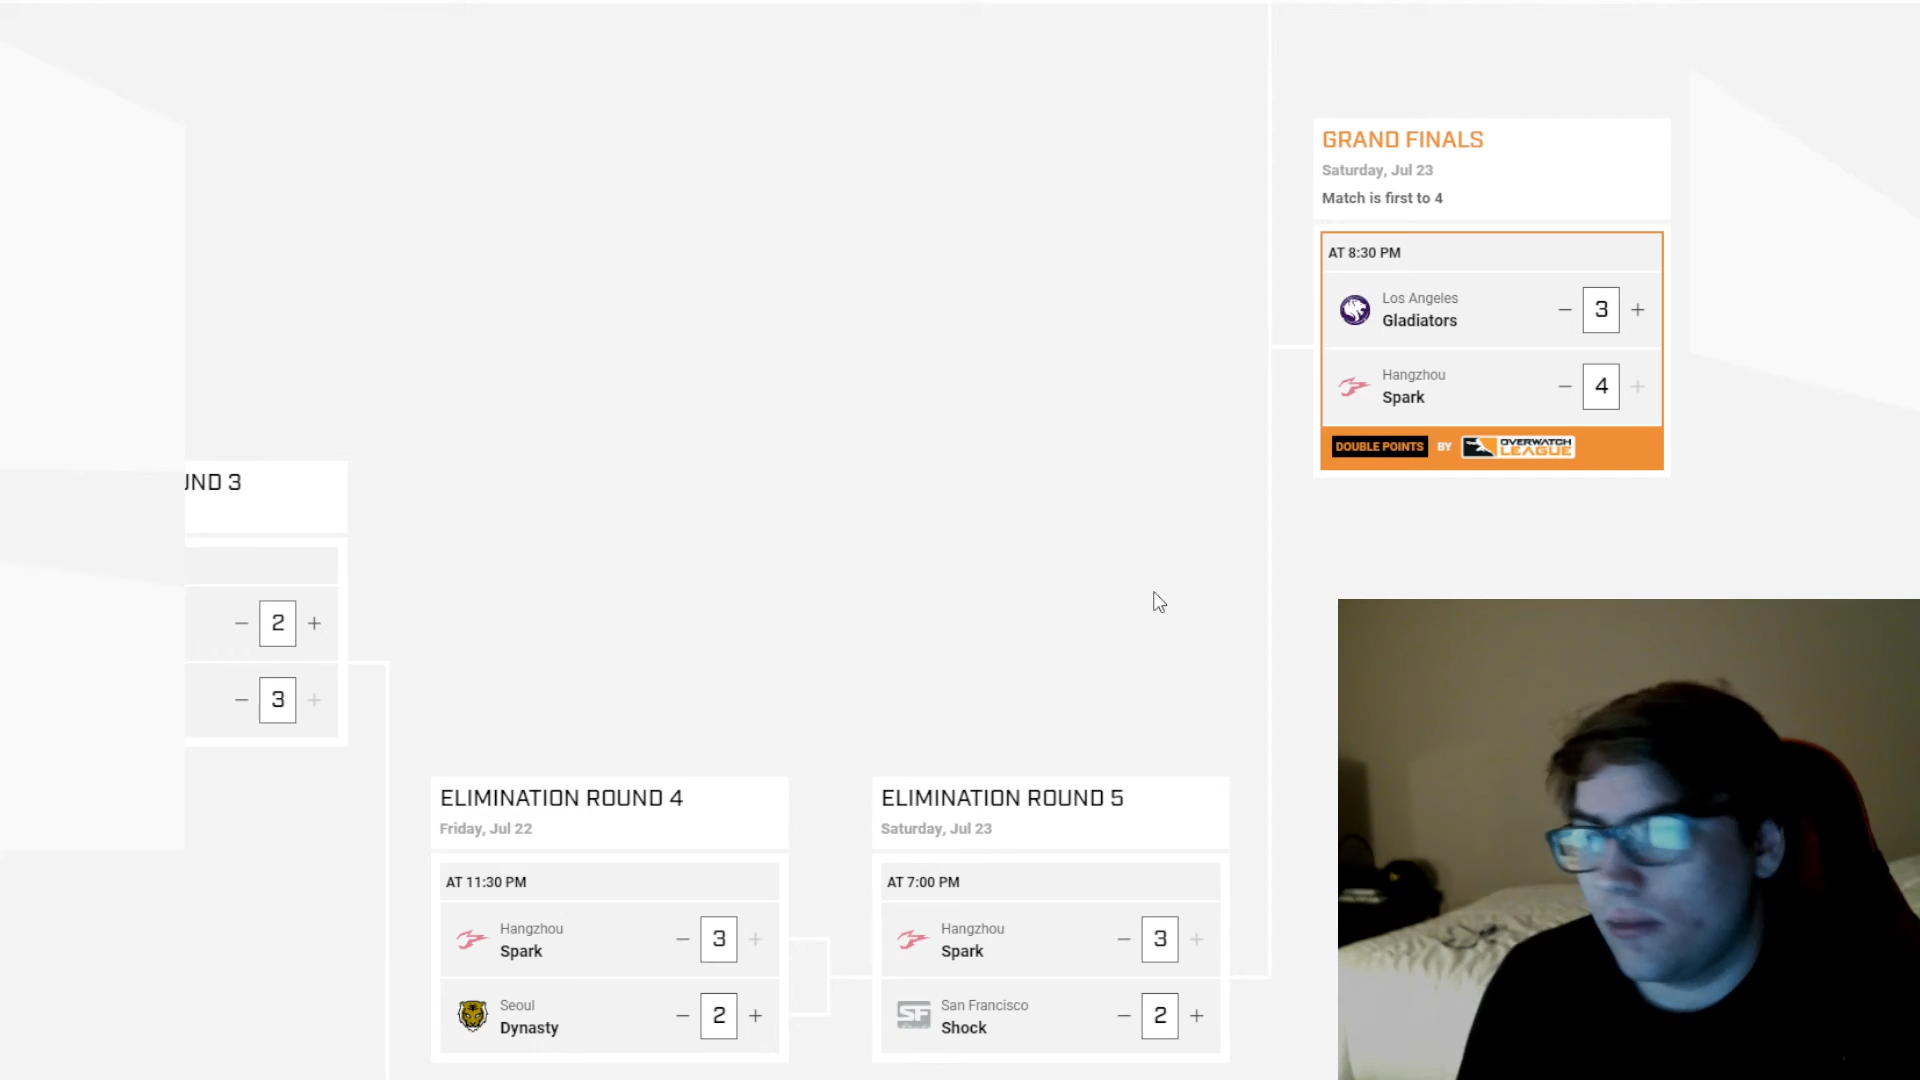 GRAND FINALS
Saturday, Jul 23
Match is first to 4
AT 8:30 PM
Los Angeles
Gladiators
− 3 +
Hangzhou
Spark
− 4 +
DOUBLE POINTS BY OVERWATCH LEAGUE
UND 3
− 2 +
− 3 +
ELIMINATION ROUND 4
Friday, Jul 22
AT 11:30 PM
Hangzhou
Spark
− 3 +
Seoul
Dynasty
− 2 +
ELIMINATION ROUND 5
Saturday, Jul 23
AT 7:00 PM
Hangzhou
Spark
− 3 +
SF
San Francisco
Shock
− 2 +